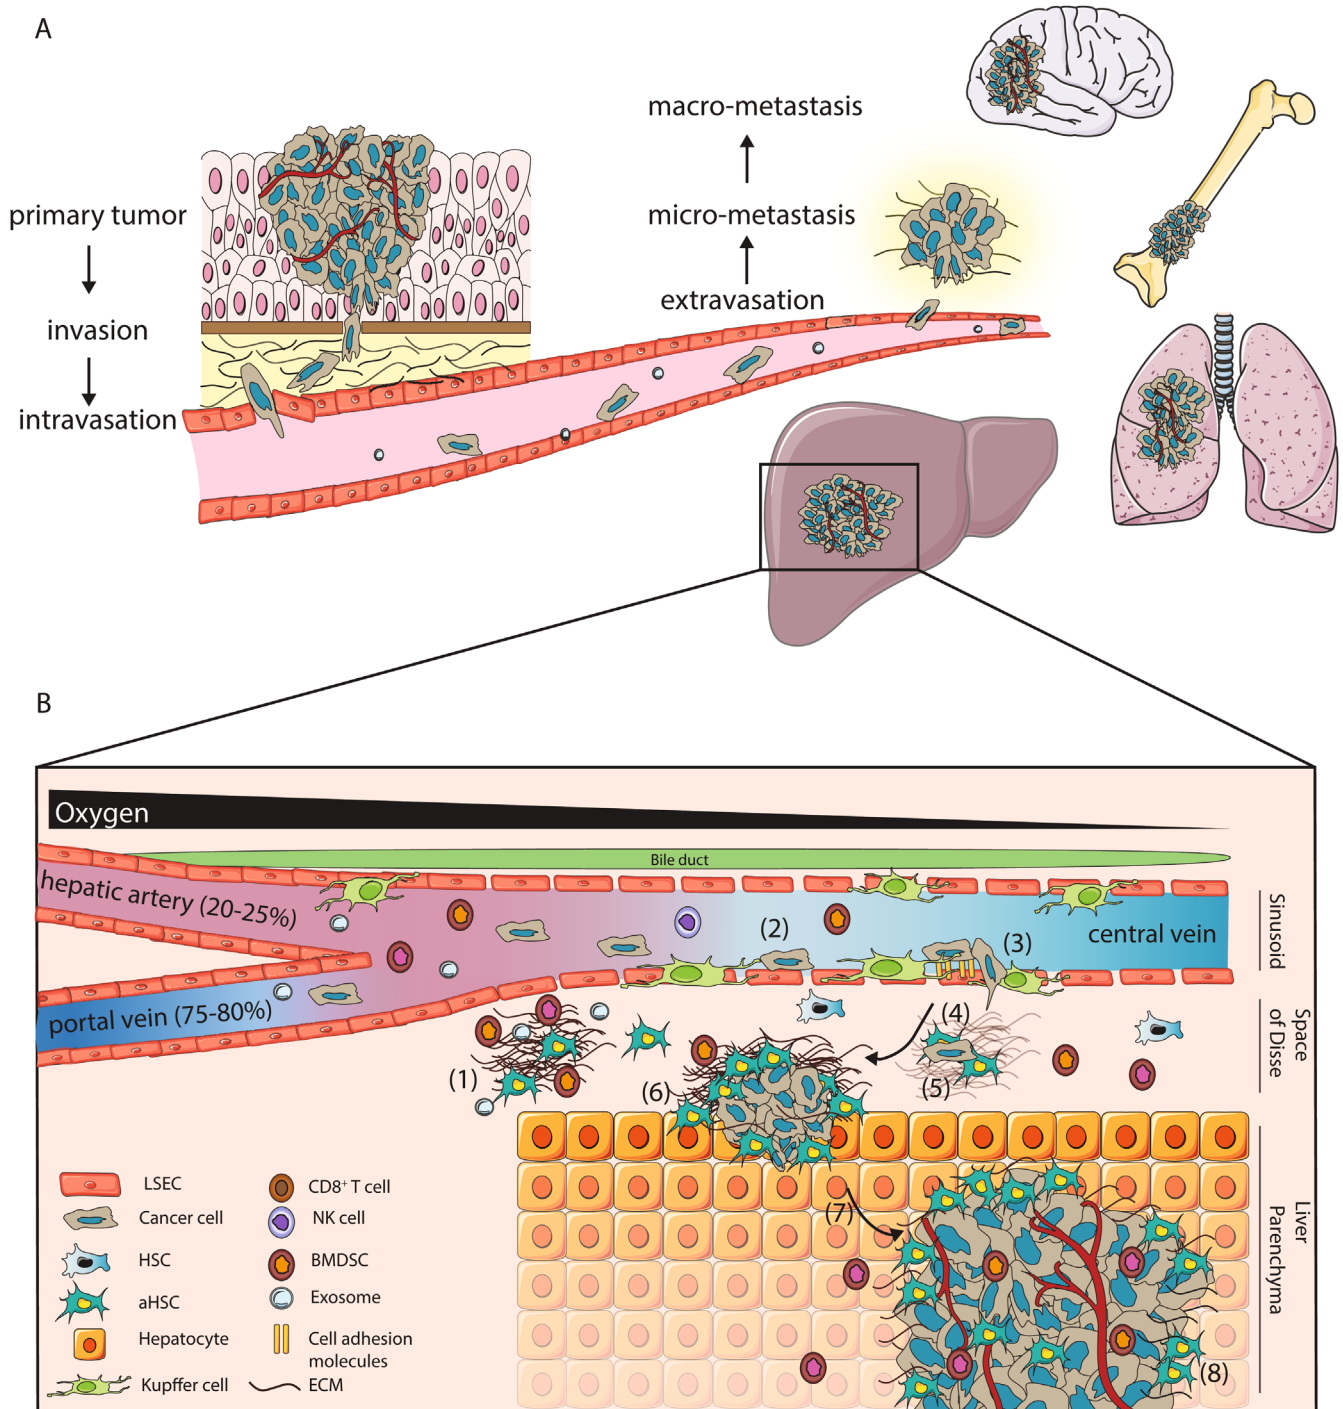 A
primary tumor
invasion
intravasation
macro-metastasis
micro-metastasis
extravasation
B
Oxygen
Bile duct
hepatic artery (20-25%)
portal vein (75-80%)
central vein
(2)
(3)
(1)
(4)
(5)
(6)
(7)
(8)
Sinusoid
Space
of Disse
Liver
Parenchyma
LSEC
Cancer cell
HSC
aHSC
Hepatocyte
Kupffer cell
CD8⁺ T cell
NK cell
BMDSC
Exosome
Cell adhesion
molecules
ECM